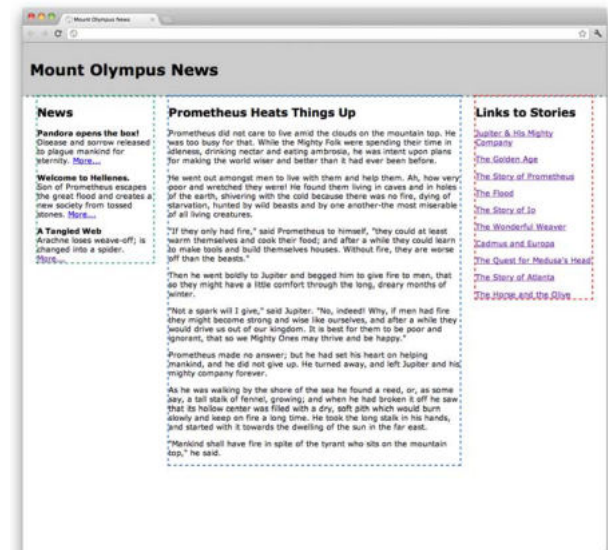 Mount Olympus News
Mount Olympus News
News
Pandora opens the box!
Disease and sorrow released
to plague mankind for
eternity. More...
Welcome to Hellenes.
Son of Prometheus escapes
the great flood and creates a
new society from tossed
stones. More...
A Tangled Web
Arachne loses weave-off; is
changed into a spider.
More...
Prometheus Heats Things Up
Prometheus did not care to live amid the clouds on the mountain top. He
was too busy for that. While the Mighty Folk were spending their time in
idleness, drinking nectar and eating ambrosia, he was intent upon plans
for making the world wiser and better than it had ever been before.
He went out amongst men to live with them and help them. Ah, how very
poor and wretched they were! He found them living in caves and in holes
of the earth, shivering with the cold because there was no fire, dying of
starvation, hunted by wild beasts and by one another-the most miserable
of all living creatures.
"If they only had fire," said Prometheus to himself, "they could at least
warm themselves and cook their food; and after a while they could learn
to make tools and build themselves houses. Without fire, they are worse
off than the beasts."
Then he went boldly to Jupiter and begged him to give fire to men, that
so they might have a little comfort through the long, dreary months of
winter.
"Not a spark will I give," said Jupiter. "No, indeed! Why, if men had fire
they might become strong and wise like ourselves, and after a while they
would drive us out of our kingdom. It is best for them to be poor and
ignorant, that so we Mighty Ones may thrive and be happy."
Prometheus made no answer; but he had set his heart on helping
mankind, and he did not give up. He turned away, and left Jupiter and his
mighty company forever.
As he was walking by the shore of the sea he found a reed, or, as some
say, a tall stalk of fennel, growing; and when he had broken it off he saw
that its hollow center was filled with a dry, soft pith which would burn
slowly and keep on fire a long time. He took the long stalk in his hands,
and started with it towards the dwelling of the sun in the far east.
"Mankind shall have fire in spite of the tyrant who sits on the mountain
top," he said.
Links to Stories
Jupiter & His Mighty
Company
The Golden Age
The Story of Prometheus
The Flood
The Story of Io
The Wonderful Weaver
Cadmus and Europa
The Quest for Medusa's Head
The Story of Atlanta
The Horse and the Olive